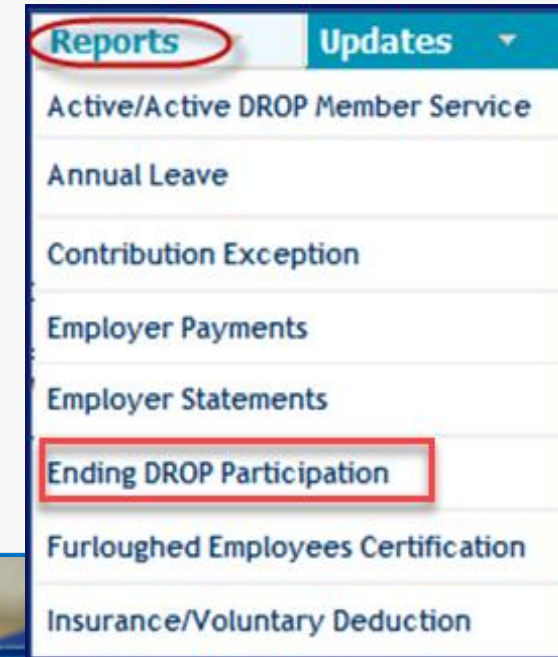 Reports Updates
Active/Active DROP Member Service
Annual Leave
Contribution Exception
Employer Payments
Employer Statements
Ending DROP Participation
Furloughed Employees Certification
Insurance/Voluntary Deduction